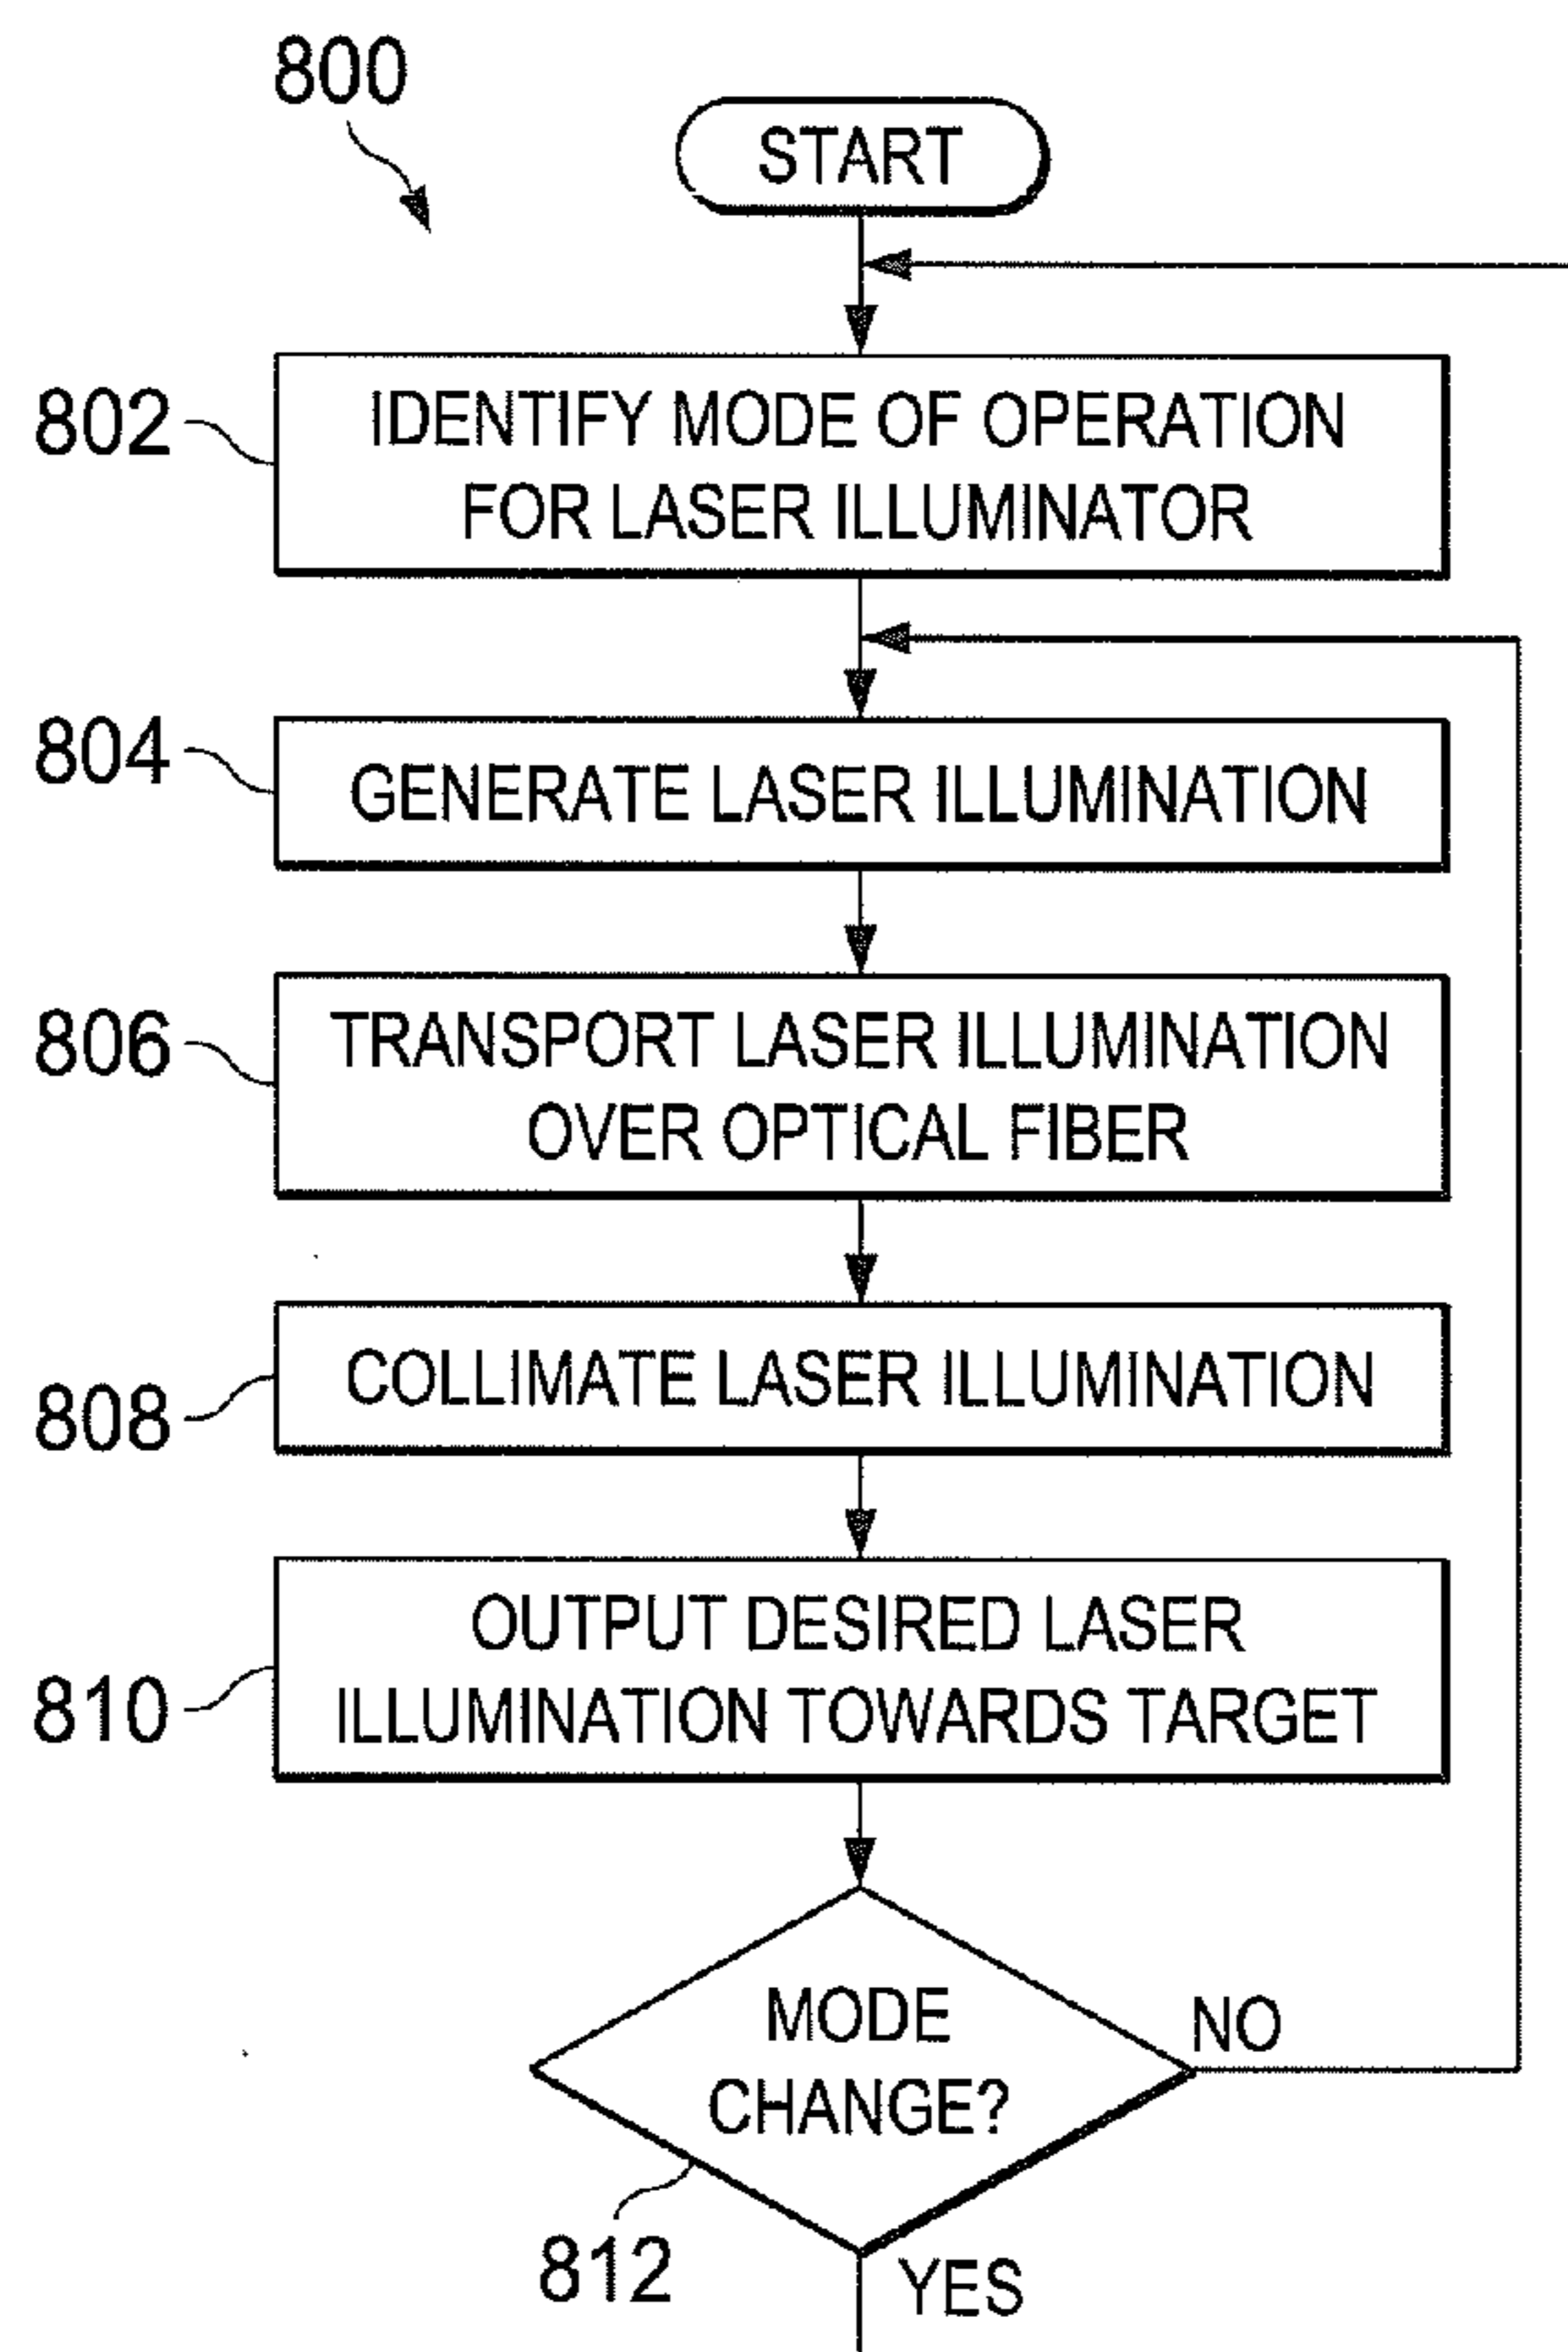 800
START
802
IDENTIFY MODE OF OPERATION
FOR LASER ILLUMINATOR
804
GENERATE LASER ILLUMINATION
806
TRANSPORT LASER ILLUMINATION
OVER OPTICAL FIBER
808
COLLIMATE LASER ILLUMINATION
810
OUTPUT DESIRED LASER
ILLUMINATION TOWARDS TARGET
MODE
CHANGE?
NO
812
YES